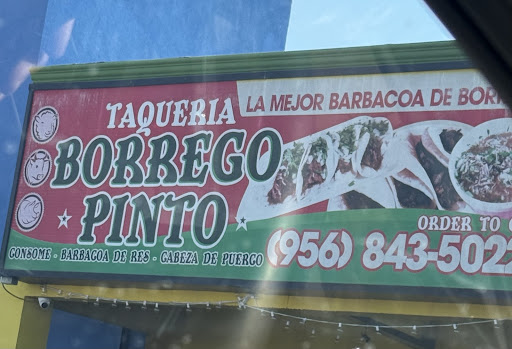 TAQUERIA
LA MEJOR BARBACOA DE BORR
BORREGO
PINTO
ORDER TO
(956) 843-5022
CONSOME - BARBACOA DE RES - CABEZA DE PUERCO